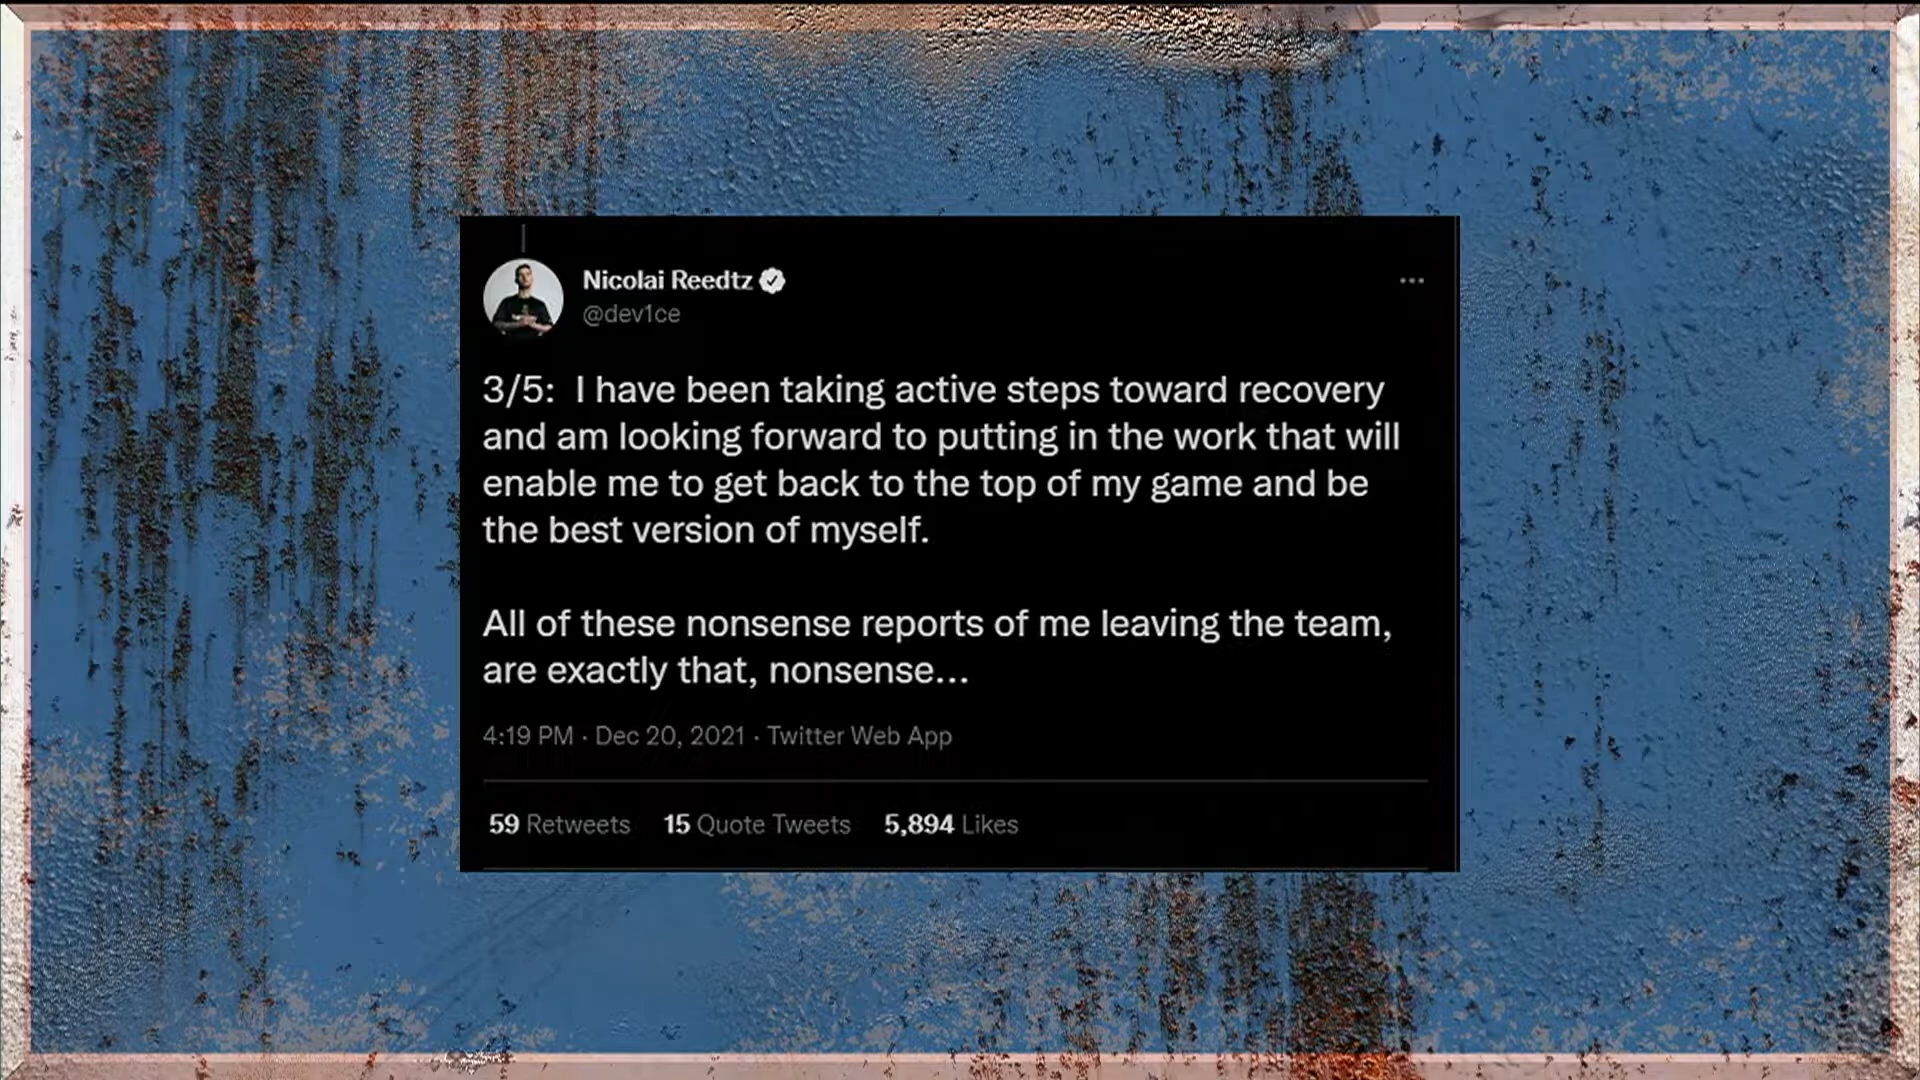 Nicolai Reedtz
@dev1ce
3/5:  I have been taking active steps toward recovery
and am looking forward to putting in the work that will
enable me to get back to the top of my game and be
the best version of myself.
All of these nonsense reports of me leaving the team,
are exactly that, nonsense...
4:19 PM · Dec 20, 2021 · Twitter Web App
59 Retweets 15 Quote Tweets 5,894 Likes